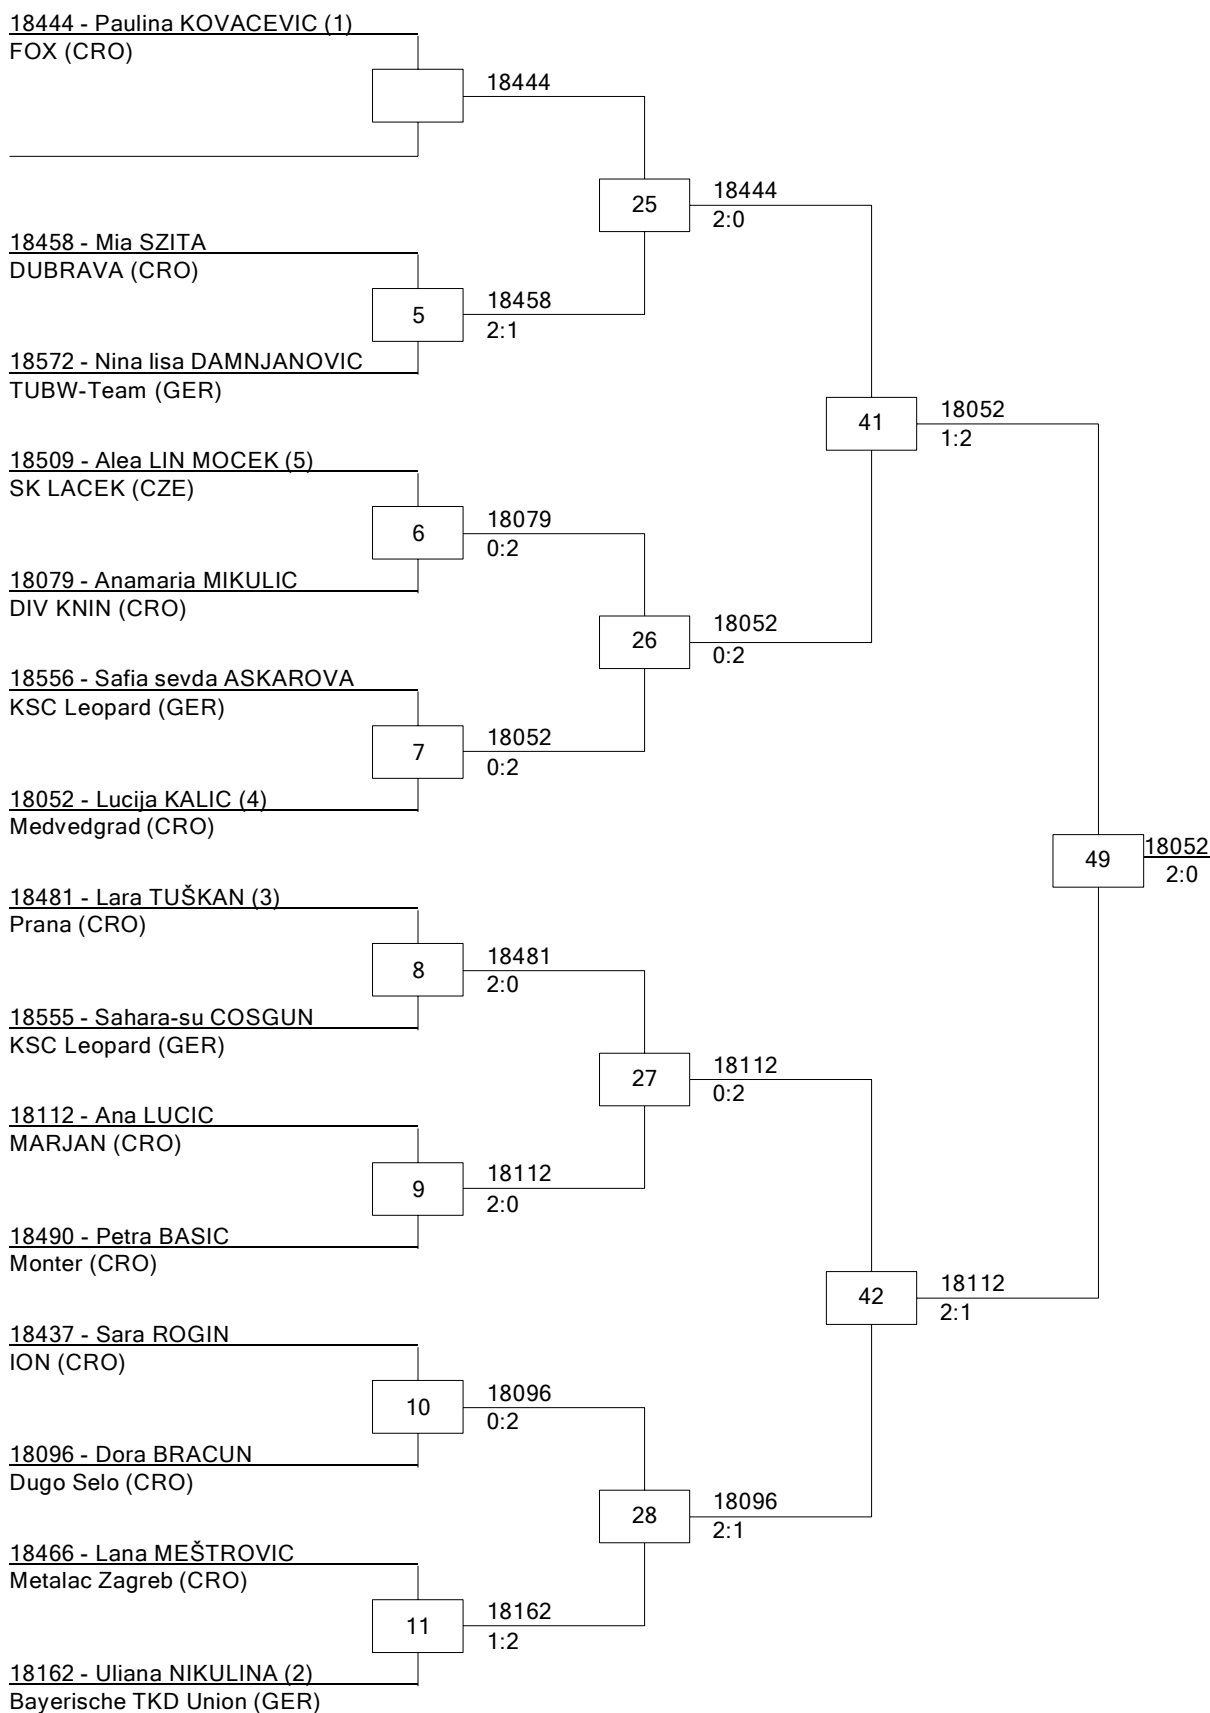 18444 - Paulina KOVACEVIC (1)
FOX (CRO)
18444
25
18444
2:0
18458 - Mia SZITA
DUBRAVA (CRO)
5
18458
2:1
18572 - Nina lisa DAMNJANOVIC
TUBW-Team (GER)
41
18052
1:2
18509 - Alea LIN MOCEK (5)
SK LACEK (CZE)
6
18079
0:2
18079 - Anamaria MIKULIC
DIV KNIN (CRO)
26
18052
0:2
18556 - Safia sevda ASKAROVA
KSC Leopard (GER)
7
18052
0:2
18052 - Lucija KALIC (4)
Medvedgrad (CRO)
49
18052
2:0
18481 - Lara TUŠKAN (3)
Prana (CRO)
8
18481
2:0
18555 - Sahara-su COSGUN
KSC Leopard (GER)
27
18112
0:2
18112 - Ana LUCIC
MARJAN (CRO)
9
18112
2:0
18490 - Petra BASIC
Monter (CRO)
42
18112
2:1
18437 - Sara ROGIN
ION (CRO)
10
18096
0:2
18096 - Dora BRACUN
Dugo Selo (CRO)
28
18096
2:1
18466 - Lana MEŠTROVIC
Metalac Zagreb (CRO)
11
18162
1:2
18162 - Uliana NIKULINA (2)
Bayerische TKD Union (GER)